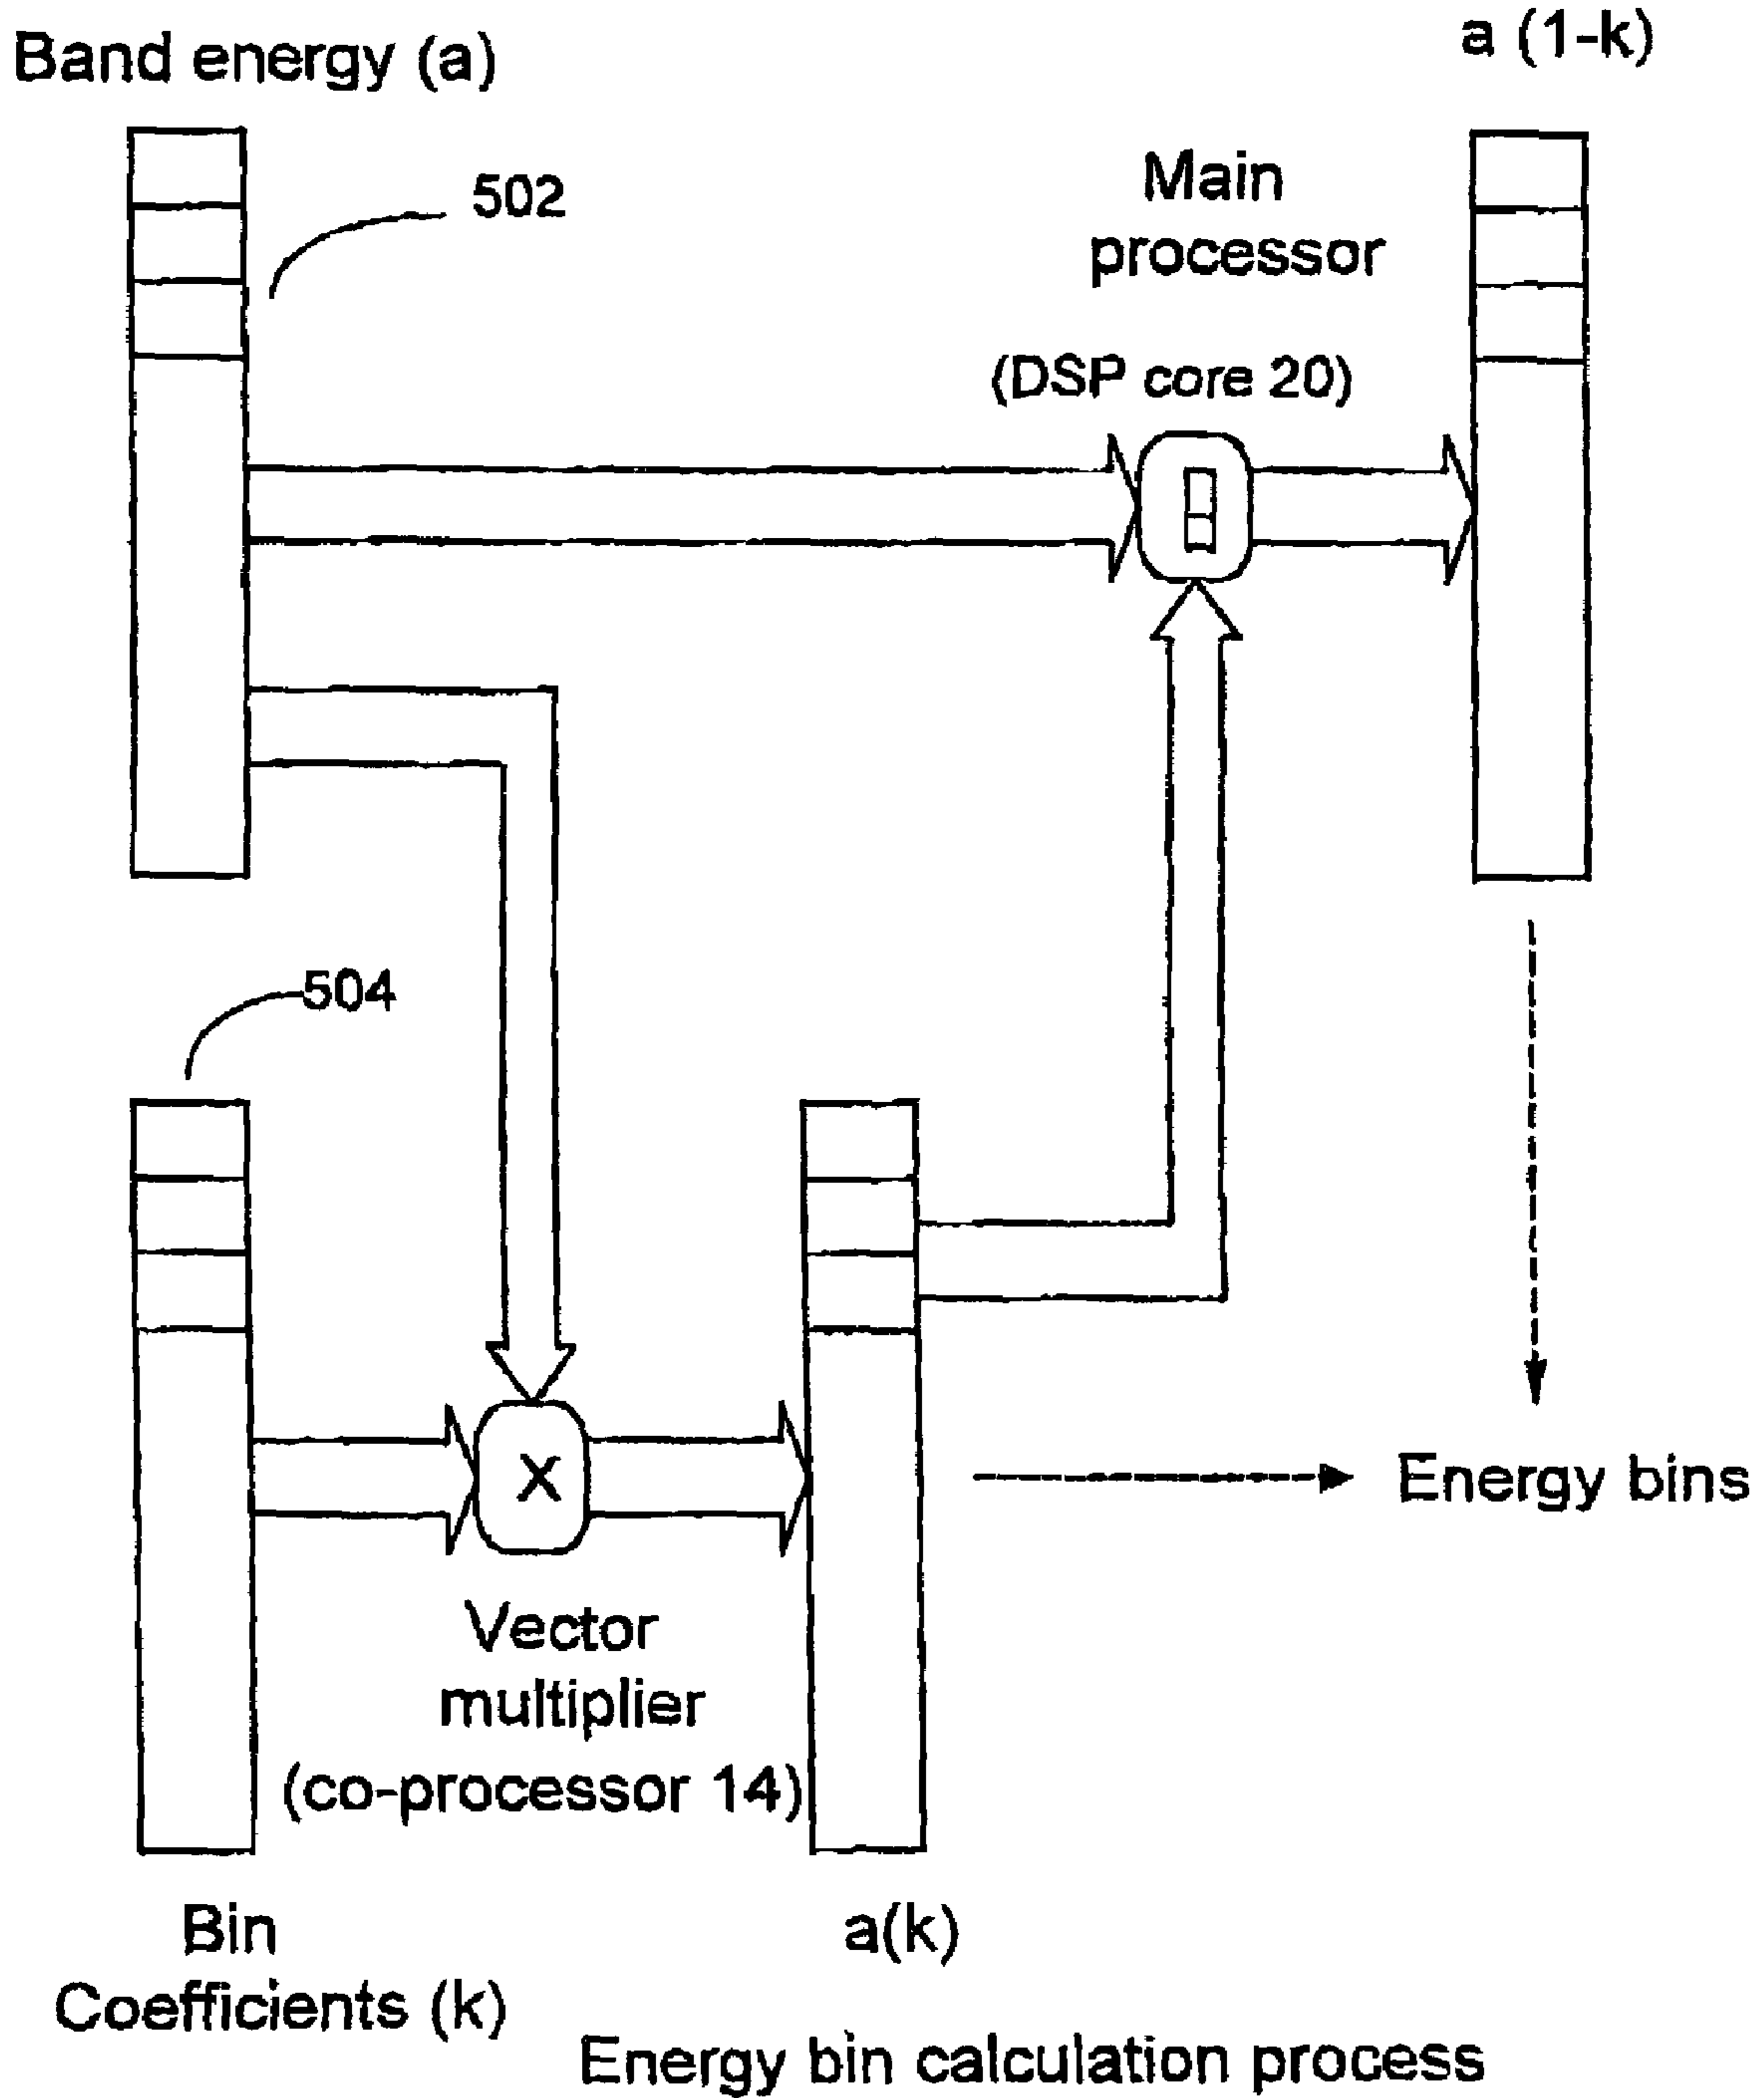 Band energy (a)
a (1-k)
502
Main
processor
(DSP core 20)
504
X
Energy bins
Vector
multiplier
(co-processor 14)
Bin
Coefficients (k)
a(k)
Energy bin calculation process